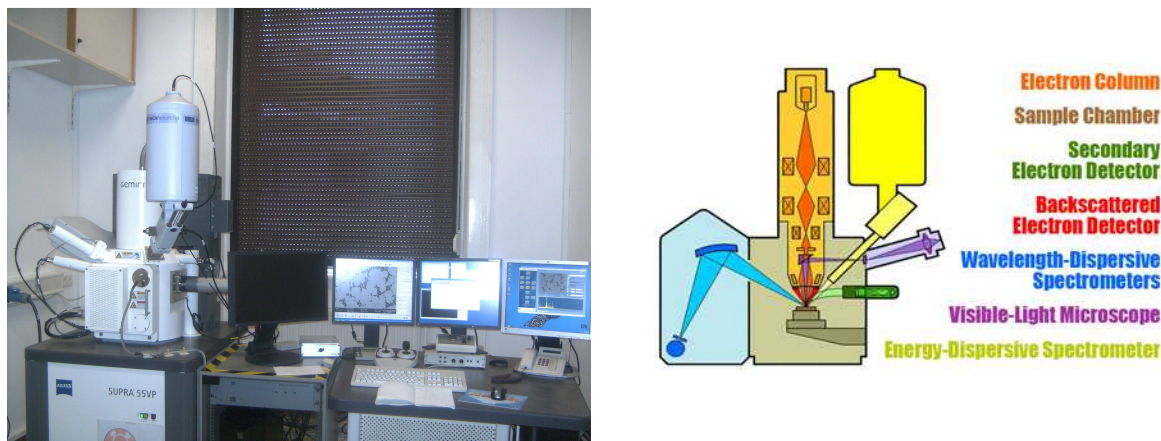 ZEISS
SUPRA 55VP
Electron Column
Sample Chamber
Secondary
Electron Detector
Backscattered
Electron Detector
Wavelength-Dispersive
Spectrometers
Visible-Light Microscope
Energy-Dispersive Spectrometer